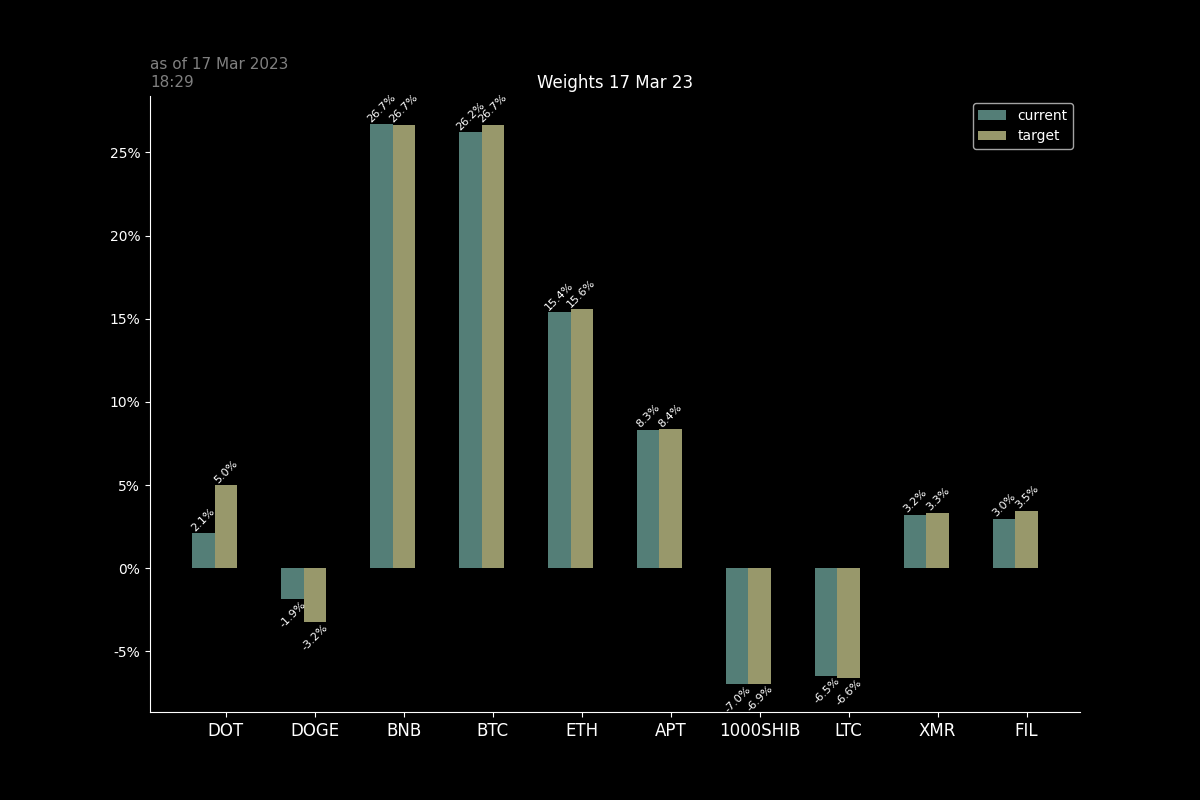 as of 17 Mar 2023
18:29
Weights 17 Mar 23
current
target
26.7%
26.7%
26.2%
26.7%
25%
20%
15.4%
15.6%
15%
10%
8.3%
8.4%
5%
2.1%
5.0%
3.2%
3.3%
3.0%
3.5%
0%
-1.9%
-3.2%
-5%
-7.0%
-6.9%
-6.5%
-6.6%
DOT
DOGE
BNB
BTC
ETH
APT
1000SHIB
LTC
XMR
FIL